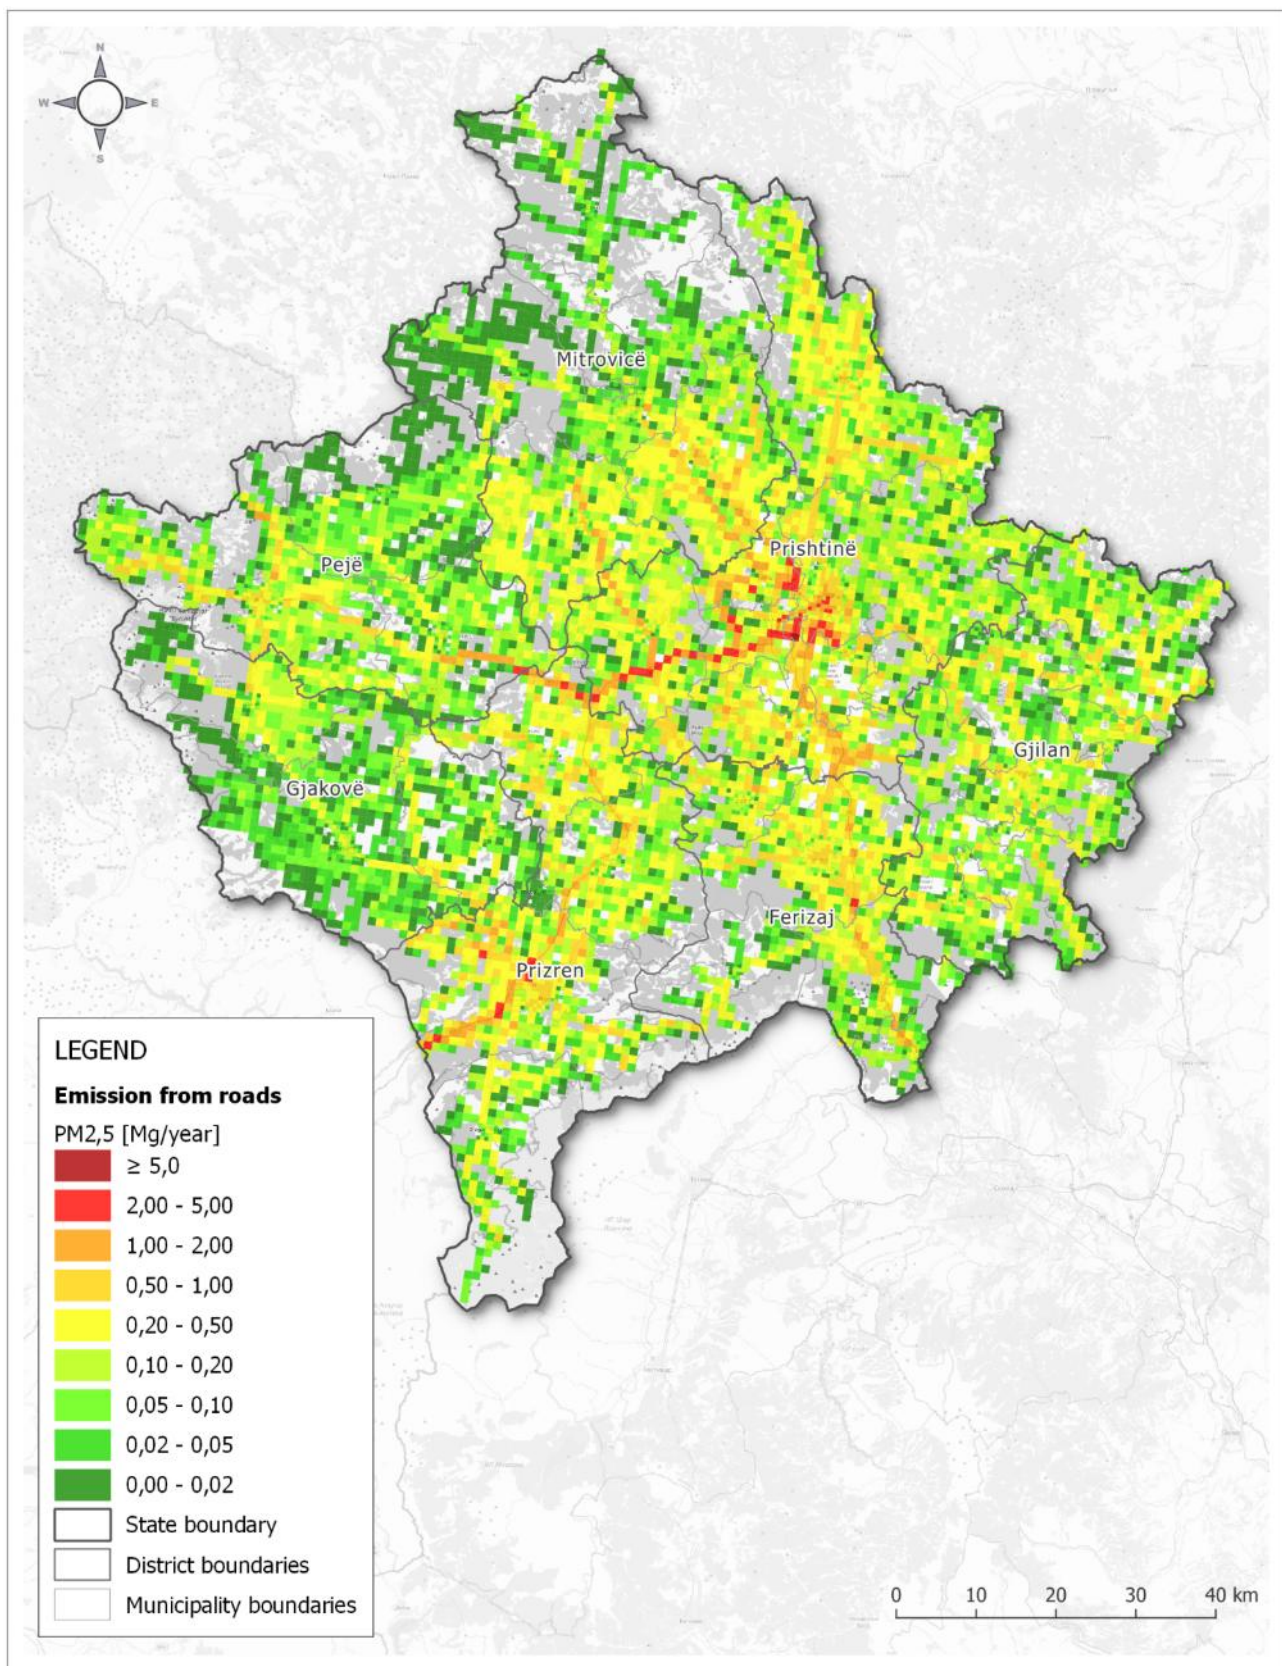 N
W E
S
Mitrovicë
Prishtinë
Pejë
Gjilan
Gjakovë
Ferizaj
Prizren
LEGEND
Emission from roads
PM2,5 [Mg/year]
≥ 5,0
2,00 - 5,00
1,00 - 2,00
0,50 - 1,00
0,20 - 0,50
0,10 - 0,20
0,05 - 0,10
0,02 - 0,05
0,00 - 0,02
State boundary
District boundaries
Municipality boundaries
0 10 20 30 40 km